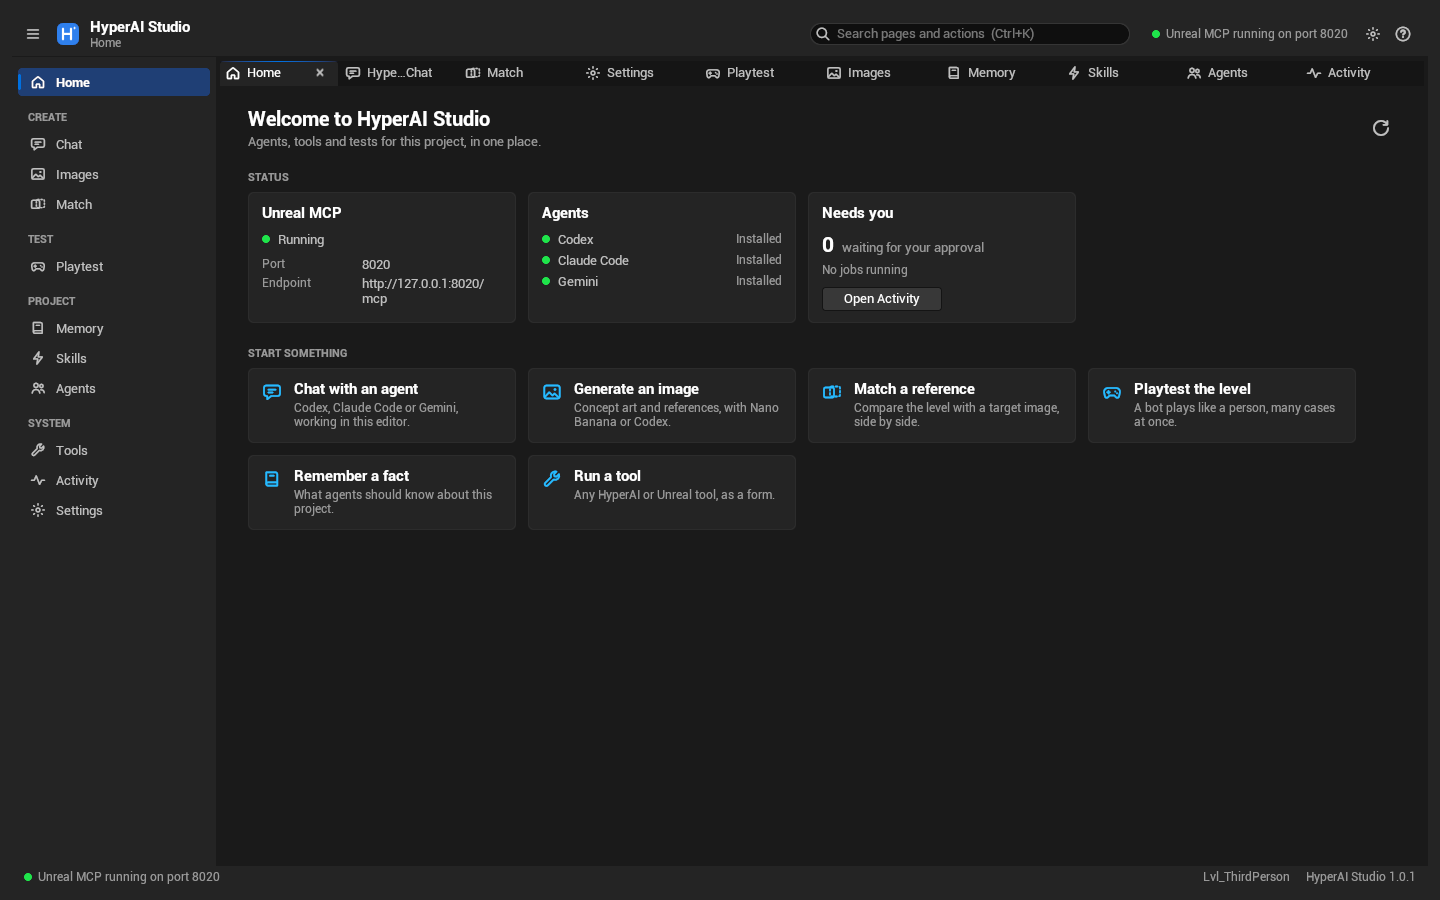 HyperAI Studio
Home
Search pages and actions (Ctrl+K)
Unreal MCP running on port 8020
Home
Hype...Chat
Match
Settings
Playtest
Images
Memory
Skills
Agents
Activity
Home
CREATE
Chat
Images
Match
TEST
Playtest
PROJECT
Memory
Skills
Agents
SYSTEM
Tools
Activity
Settings
Welcome to HyperAI Studio
Agents, tools and tests for this project, in one place.
STATUS
Unreal MCP
Running
Port 8020
Endpoint http://127.0.0.1:8020/
mcp
Agents
Codex Installed
Claude Code Installed
Gemini Installed
Needs you
0 waiting for your approval
No jobs running
Open Activity
START SOMETHING
Chat with an agent
Codex, Claude Code or Gemini,
working in this editor.
Generate an image
Concept art and references, with Nano
Banana or Codex.
Match a reference
Compare the level with a target image,
side by side.
Playtest the level
A bot plays like a person, many cases
at once.
Remember a fact
What agents should know about this
project.
Run a tool
Any HyperAI or Unreal tool, as a form.
Unreal MCP running on port 8020
Lvl_ThirdPerson
HyperAI Studio 1.0.1